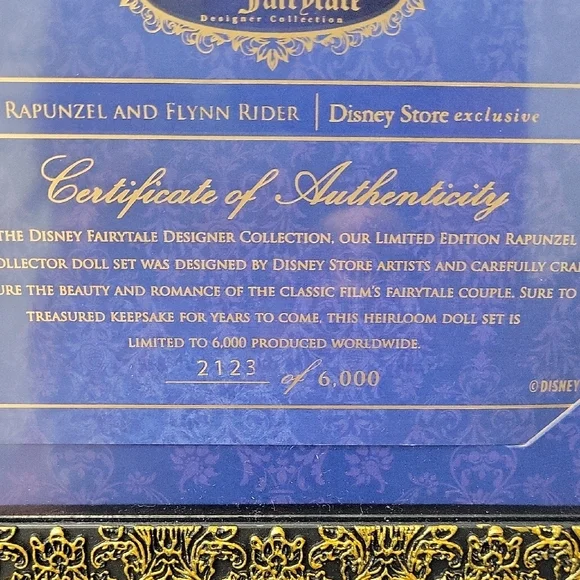 Fairytale
Designer Collection
RAPUNZEL AND FLYNN RIDER | Disney Store exclusive
Certificate of Authenticity
THE DISNEY FAIRYTALE DESIGNER COLLECTION, OUR LIMITED EDITION RAPUNZEL
OLLECTOR DOLL SET WAS DESIGNED BY DISNEY STORE ARTISTS AND CAREFULLY CRA
URE THE BEAUTY AND ROMANCE OF THE CLASSIC FILM'S FAIRYTALE COUPLE. SURE TO
TREASURED KEEPSAKE FOR YEARS TO COME, THIS HEIRLOOM DOLL SET IS
LIMITED TO 6,000 PRODUCED WORLDWIDE.
2123 of 6,000
©DISNEY